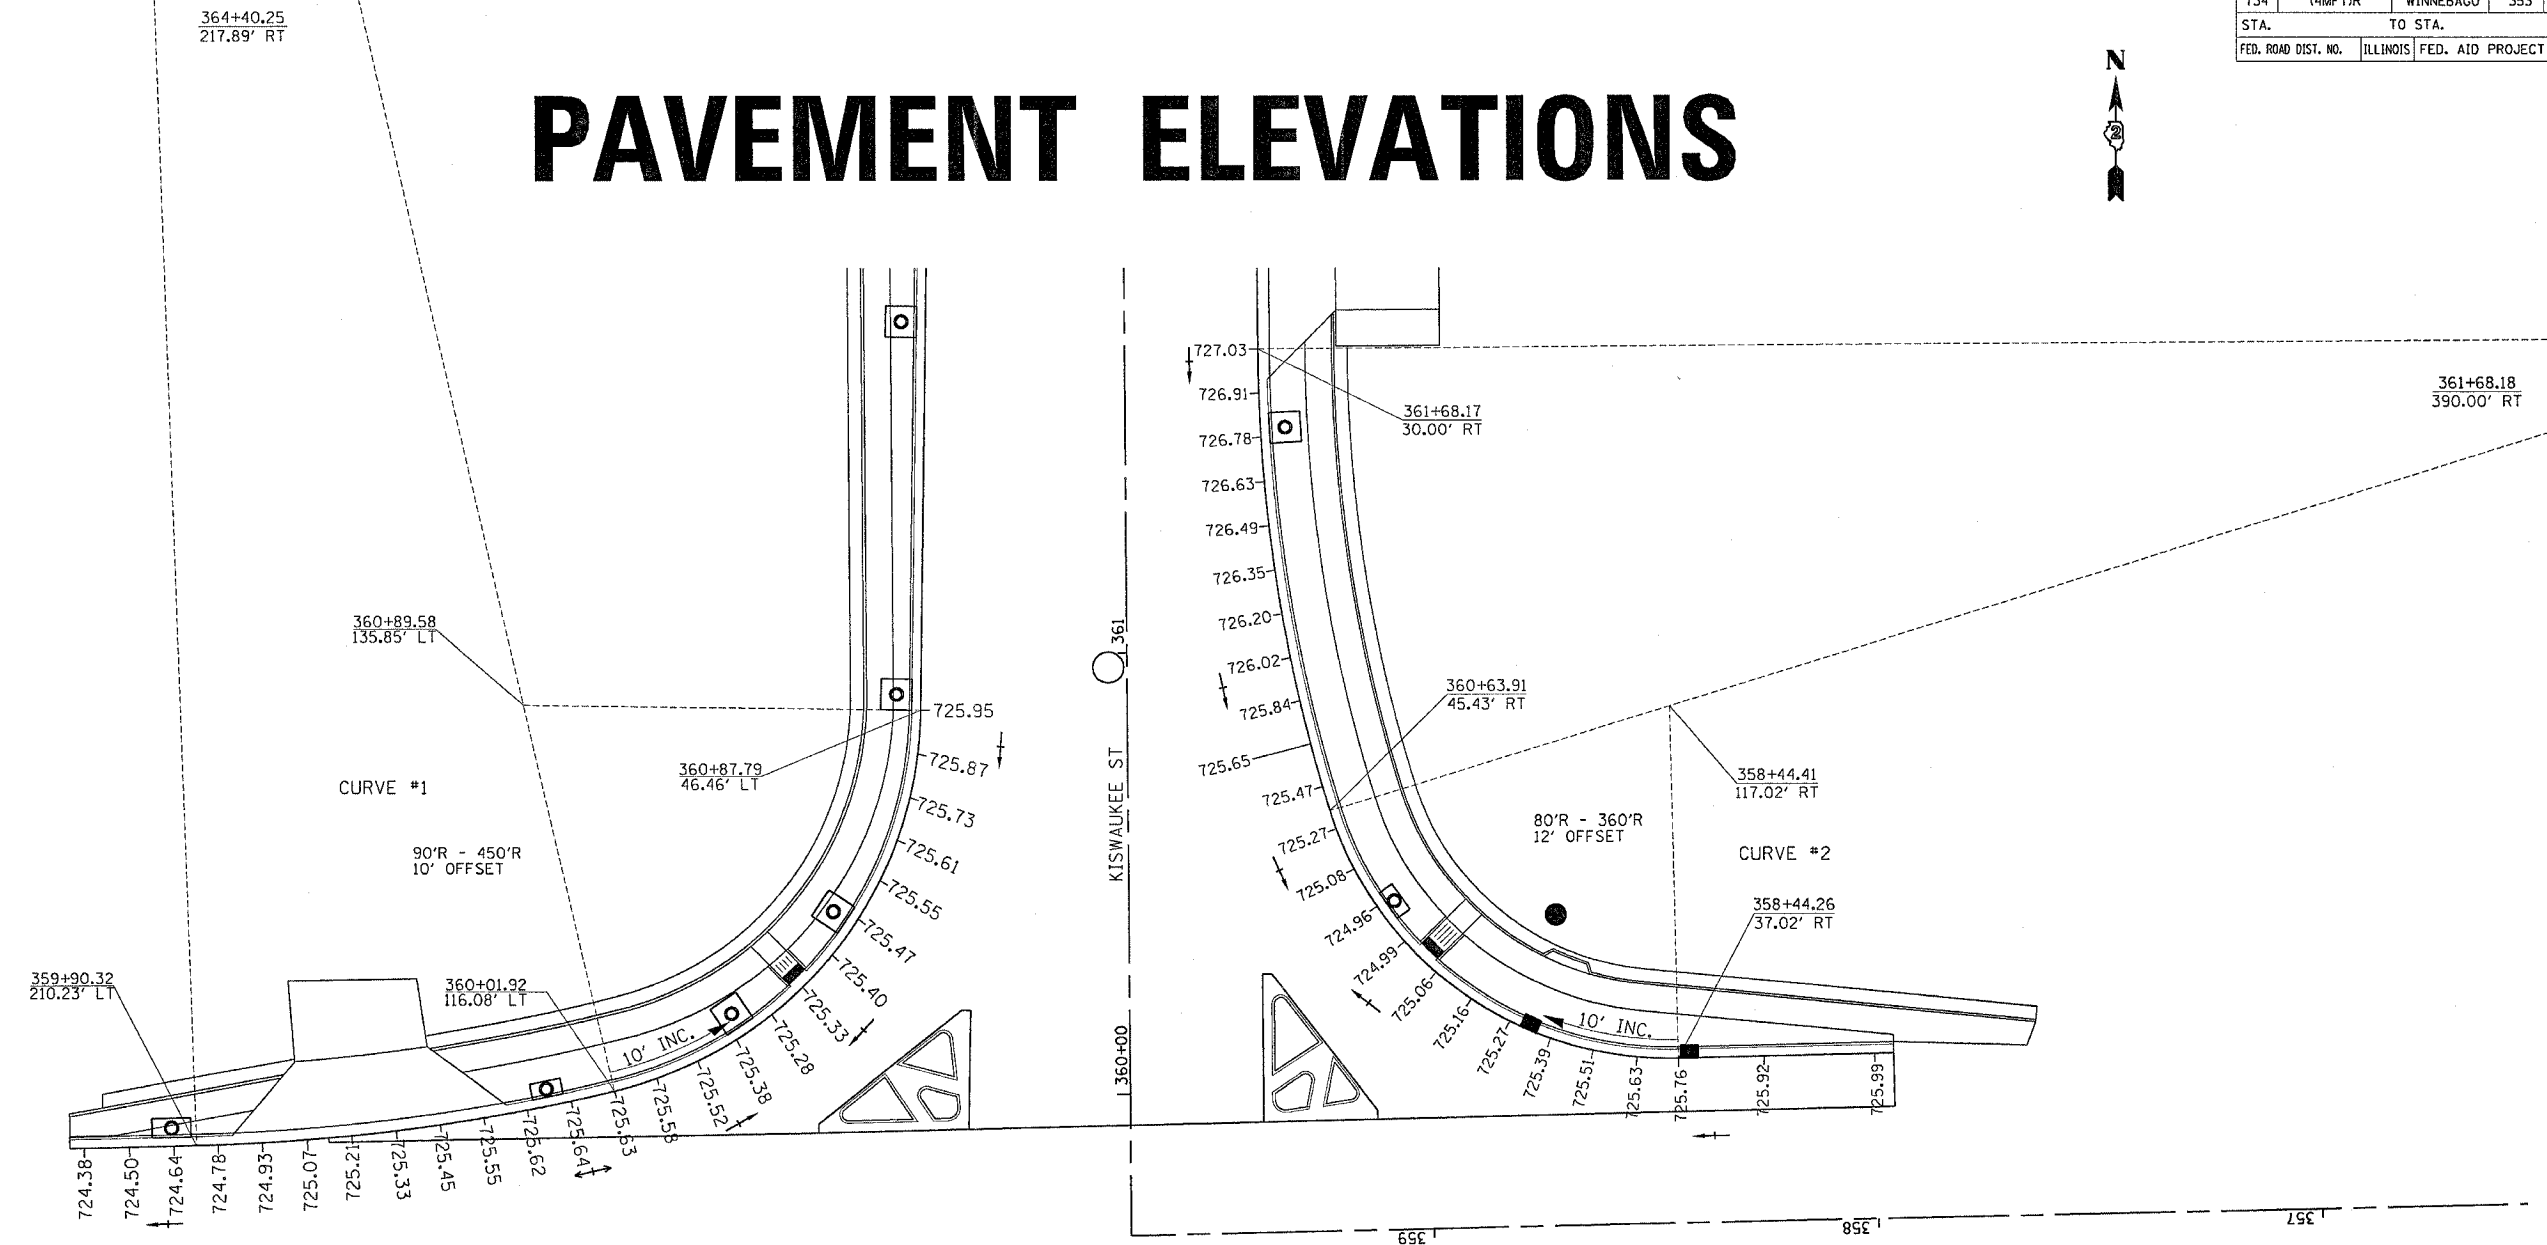 364+40.25
217.89' RT
734 (4MFT)R WINNEBAGO 353
STA. TO STA.
FED. ROAD DIST. NO. ILLINOIS FED. AID PROJECT
N
2
PAVEMENT ELEVATIONS
727.03
726.91
726.78
726.63
726.49
726.35
726.20
726.02
725.84
725.65
725.47
725.27
725.08
724.96
724.99
725.06
725.16
725.27
725.39
725.51
725.63
725.76
725.92
725.99
361+68.17
30.00' RT
361+68.18
390.00' RT
360+63.91
45.43' RT
358+44.41
117.02' RT
80'R - 360'R
12' OFFSET
CURVE #2
358+44.26
37.02' RT
10' INC.
361
KISWAUKEE ST
360+00
360+89.58
135.85' LT
CURVE #1
90'R - 450'R
10' OFFSET
360+87.79
46.46' LT
359+90.32
210.23' LT
360+01.92
116.08' LT
10' INC.
725.95
725.87
725.73
725.61
725.55
725.47
725.40
725.33
725.28
725.38
725.52
725.58
725.63
725.64
725.62
725.55
725.45
725.33
725.21
725.07
724.93
724.78
724.64
724.50
724.38
359
358
357